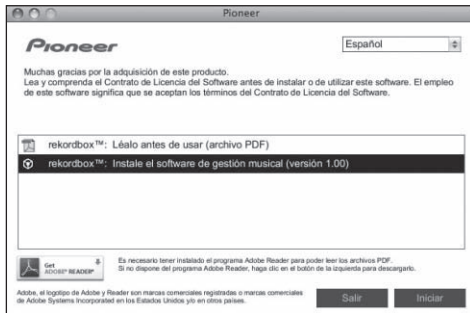 Pioneer
Pioneer
Español
Muchas gracias por la adquisición de este producto.
Lea y comprenda el Contrato de Licencia del Software antes de instalar o de utilizar este software. El empleo
de este software significa que se aceptan los términos del Contrato de Licencia del Software.
rekordbox™: Léalo antes de usar (archivo PDF)
rekordbox™: Instale el software de gestión musical (versión 1.00)
Get
ADOBE® READER®
Es necesario tener instalado el programa Adobe Reader para poder leer los archivos PDF.
Si no dispone del programa Adobe Reader, haga clic en el botón de la izquierda para descargarlo.
Adobe, el logotipo de Adobe y Reader son marcas comerciales registradas o marcas comerciales
de Adobe Systems Incorporated en los Estados Unidos y/o en otros países.
Salir
Iniciar